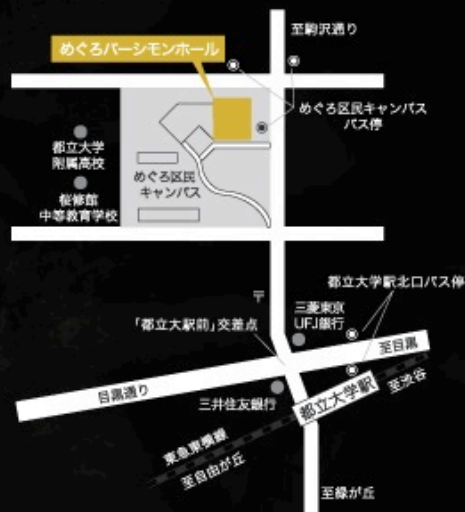 至駒沢通り
めぐろパーシモンホール
めぐろ区民キャンパス
バス停
都立大学
附属高校
めぐろ区民
キャンパス
桜修館
中等教育学校
〒
都立大学駅北口バス停
三菱東京
UFJ銀行
「都立大駅前」交差点
至目黒
目黒通り
三井住友銀行
都立大学駅
至渋谷
東急東横線
至自由が丘
至緑が丘